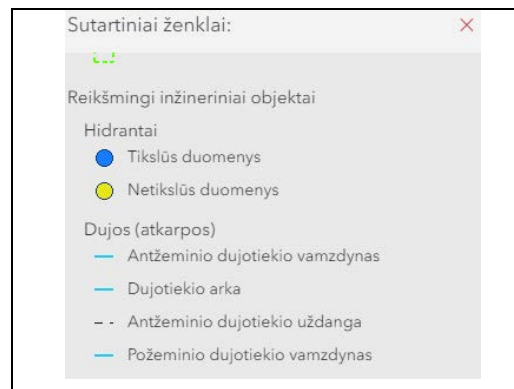 Sutartiniai ženklai:
Reikšmingi inžineriniai objektai
Hidrantai
Tikslūs duomenys
Netikslūs duomenys
Dujos (atkarpos)
Antžeminio dujotiekio vamzdynas
Dujotiekio arka
Antžeminio dujotiekio uždanga
Požeminio dujotiekio vamzdynas